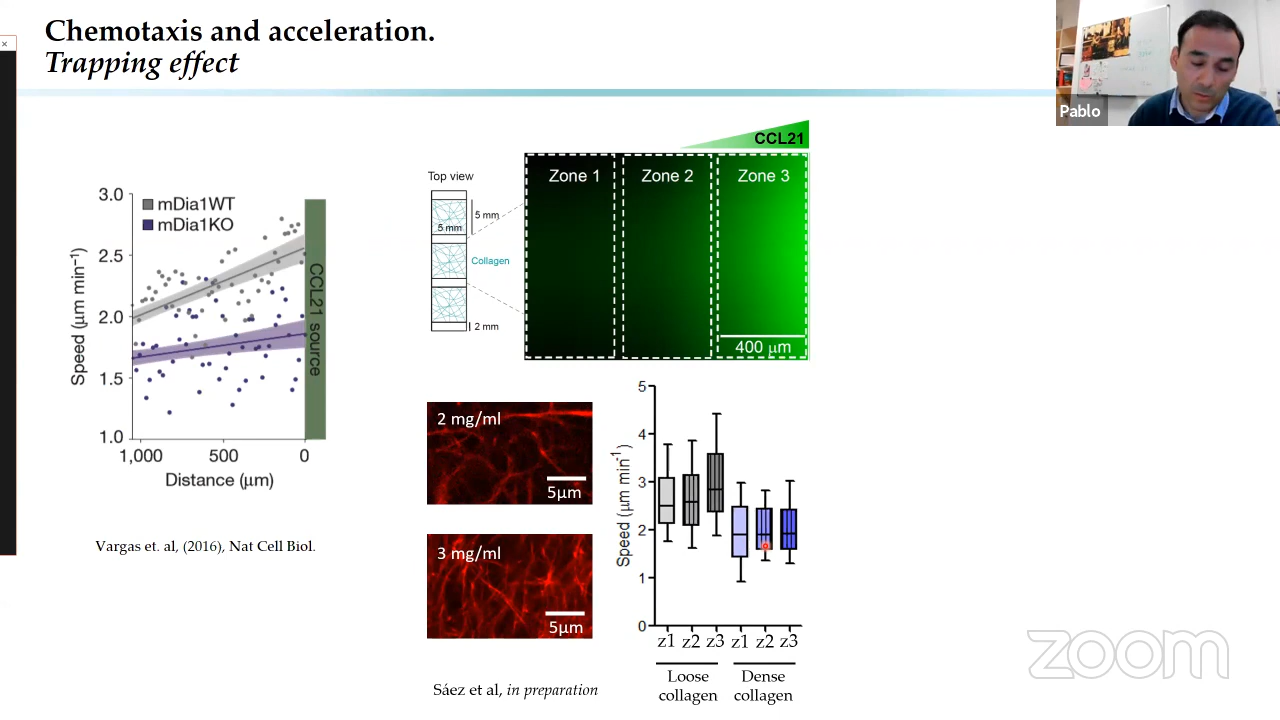 Chemotaxis and acceleration.
Trapping effect
Pablo
3.0
2.5
2.0
1.5
1.0
Speed (µm min⁻¹)
mDia1WT
mDia1KO
CCL21 source
1,000 500 0
Distance (µm)
Vargas et. al, (2016), Nat Cell Biol.
CCL21
Top view
5 mm
5 mm
Collagen
2 mm
Zone 1 Zone 2 Zone 3
400 µm
2 mg/ml
5µm
3 mg/ml
5µm
Sáez et al, in preparation
5
4
3
2
1
0
Speed (µm min⁻¹)
z1 z2 z3 z1 z2 z3
Loose Dense
collagen collagen
zoom